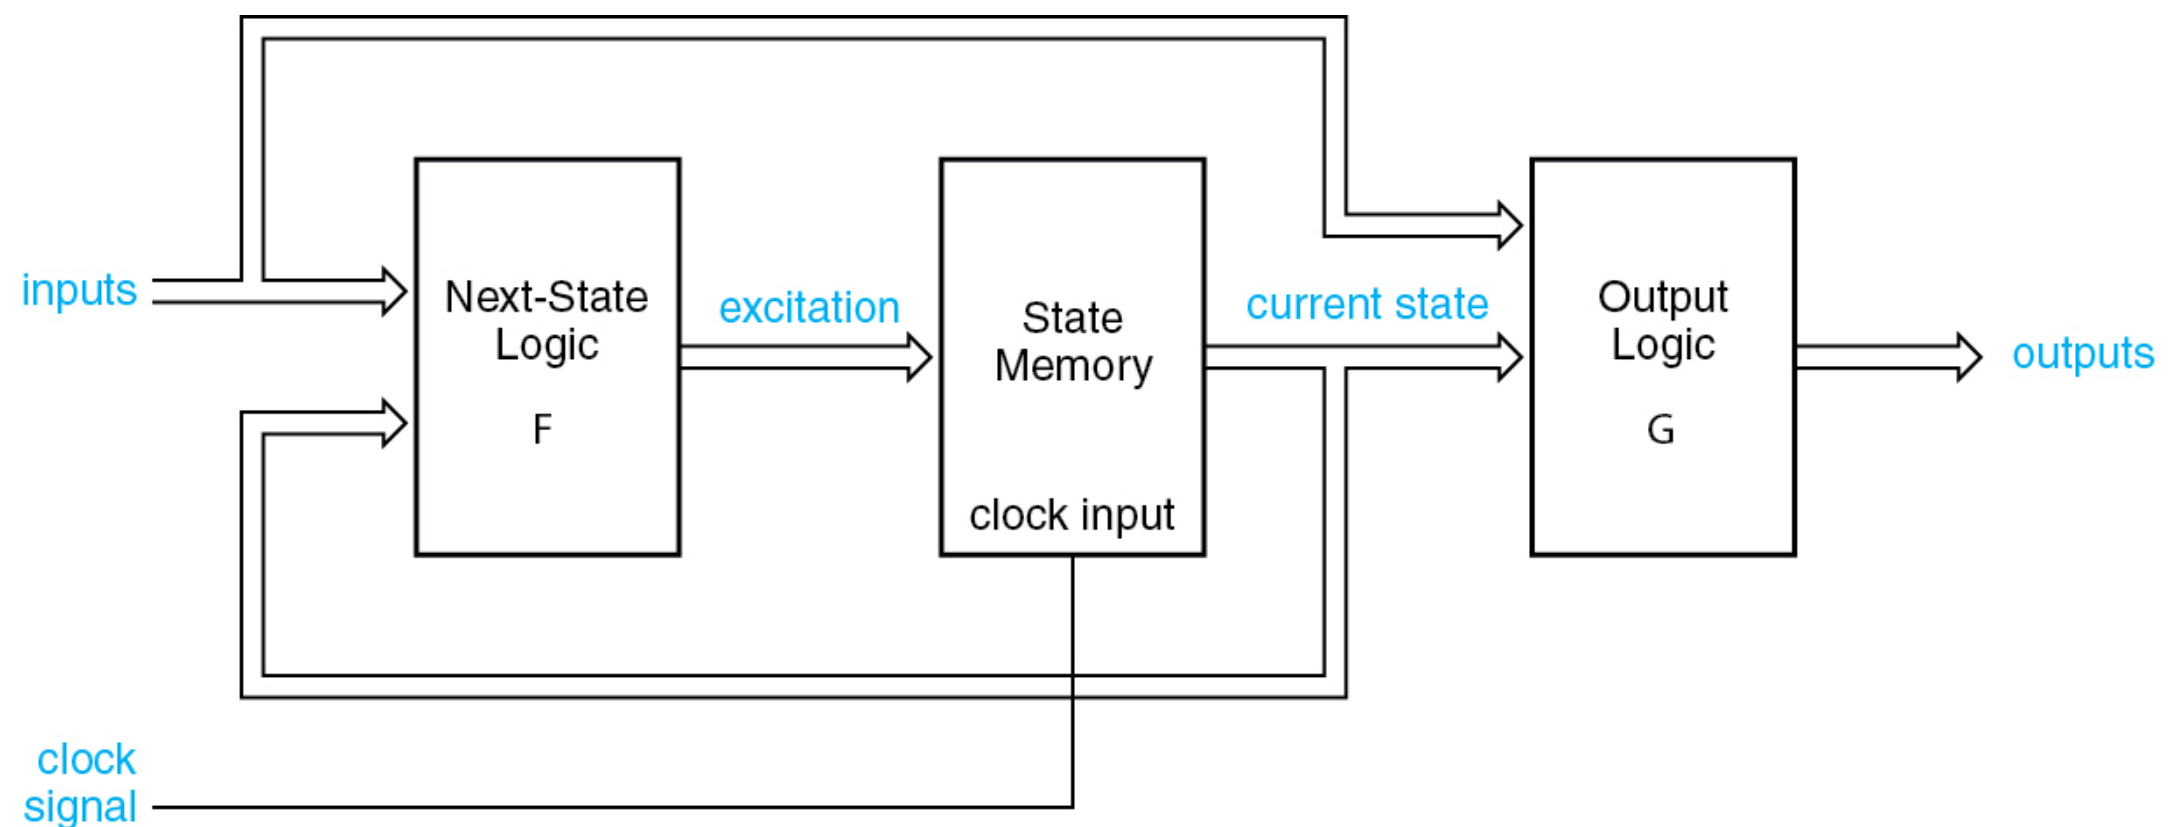 inputs
Next-State
Logic
F
excitation
State
Memory
clock input
current state
Output
Logic
G
outputs
clock
signal